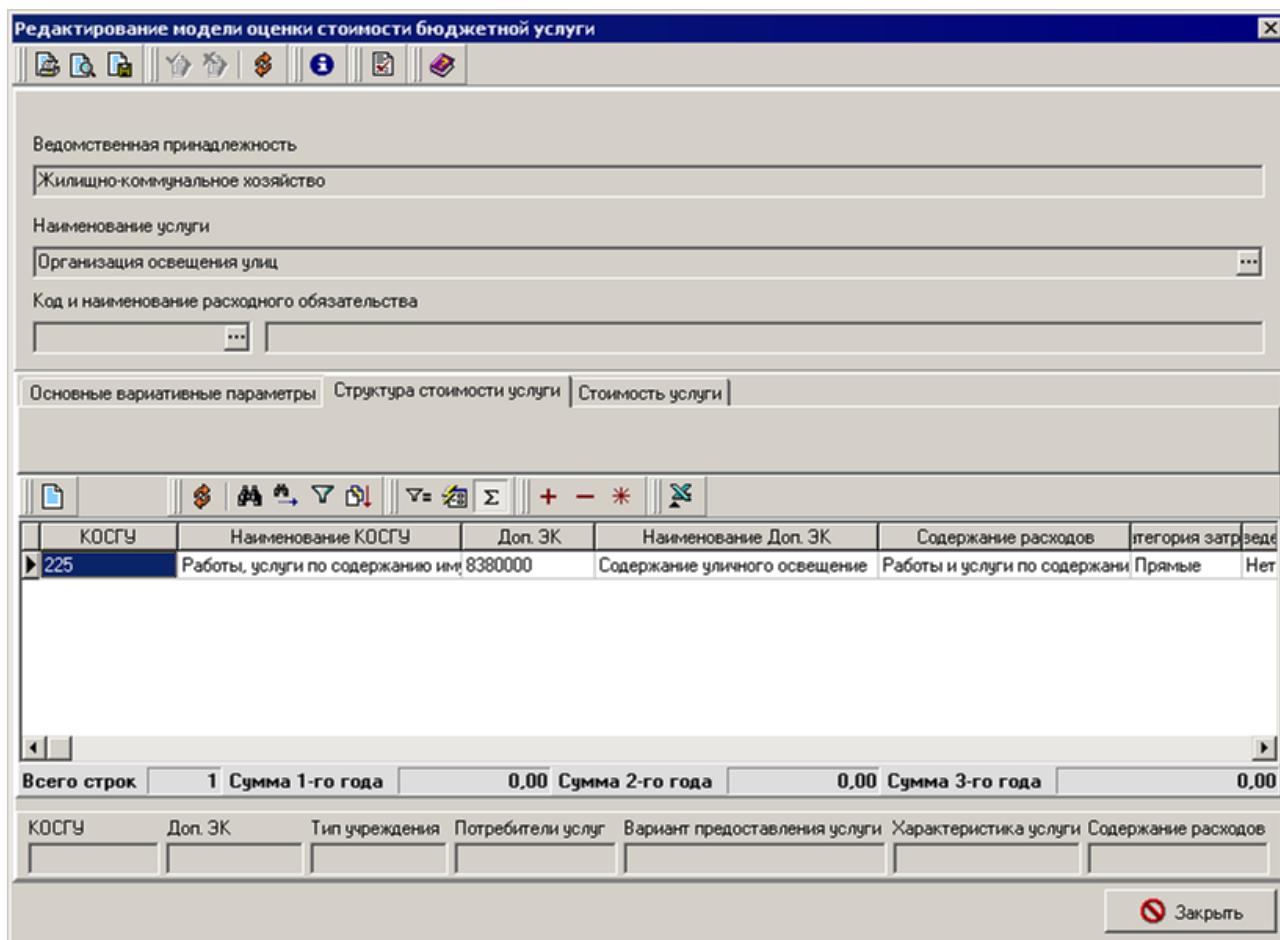 Редактирование модели оценки стоимости бюджетной услуги
Ведомственная принадлежность
Жилищно-коммунальное хозяйство
Наименование услуги
Организация освещения улиц
Код и наименование расходного обязательства
Основные вариативные параметры Структура стоимости услуги Стоимость услуги
КОСГУ Наименование КОСГУ Доп. ЭК Наименование Доп. ЭК Содержание расходов тегория затр веде
225 Работы, услуги по содержанию им 8380000 Содержание уличного освещение Работы и услуги по содержани Прямые Нет
Всего строк 1 Сумма 1-го года 0,00 Сумма 2-го года 0,00 Сумма 3-го года 0,00
КОСГУ Доп. ЭК Тип учреждения Потребители услуг Вариант предоставления услуги Характеристика услуги Содержание расходов
Закрыть